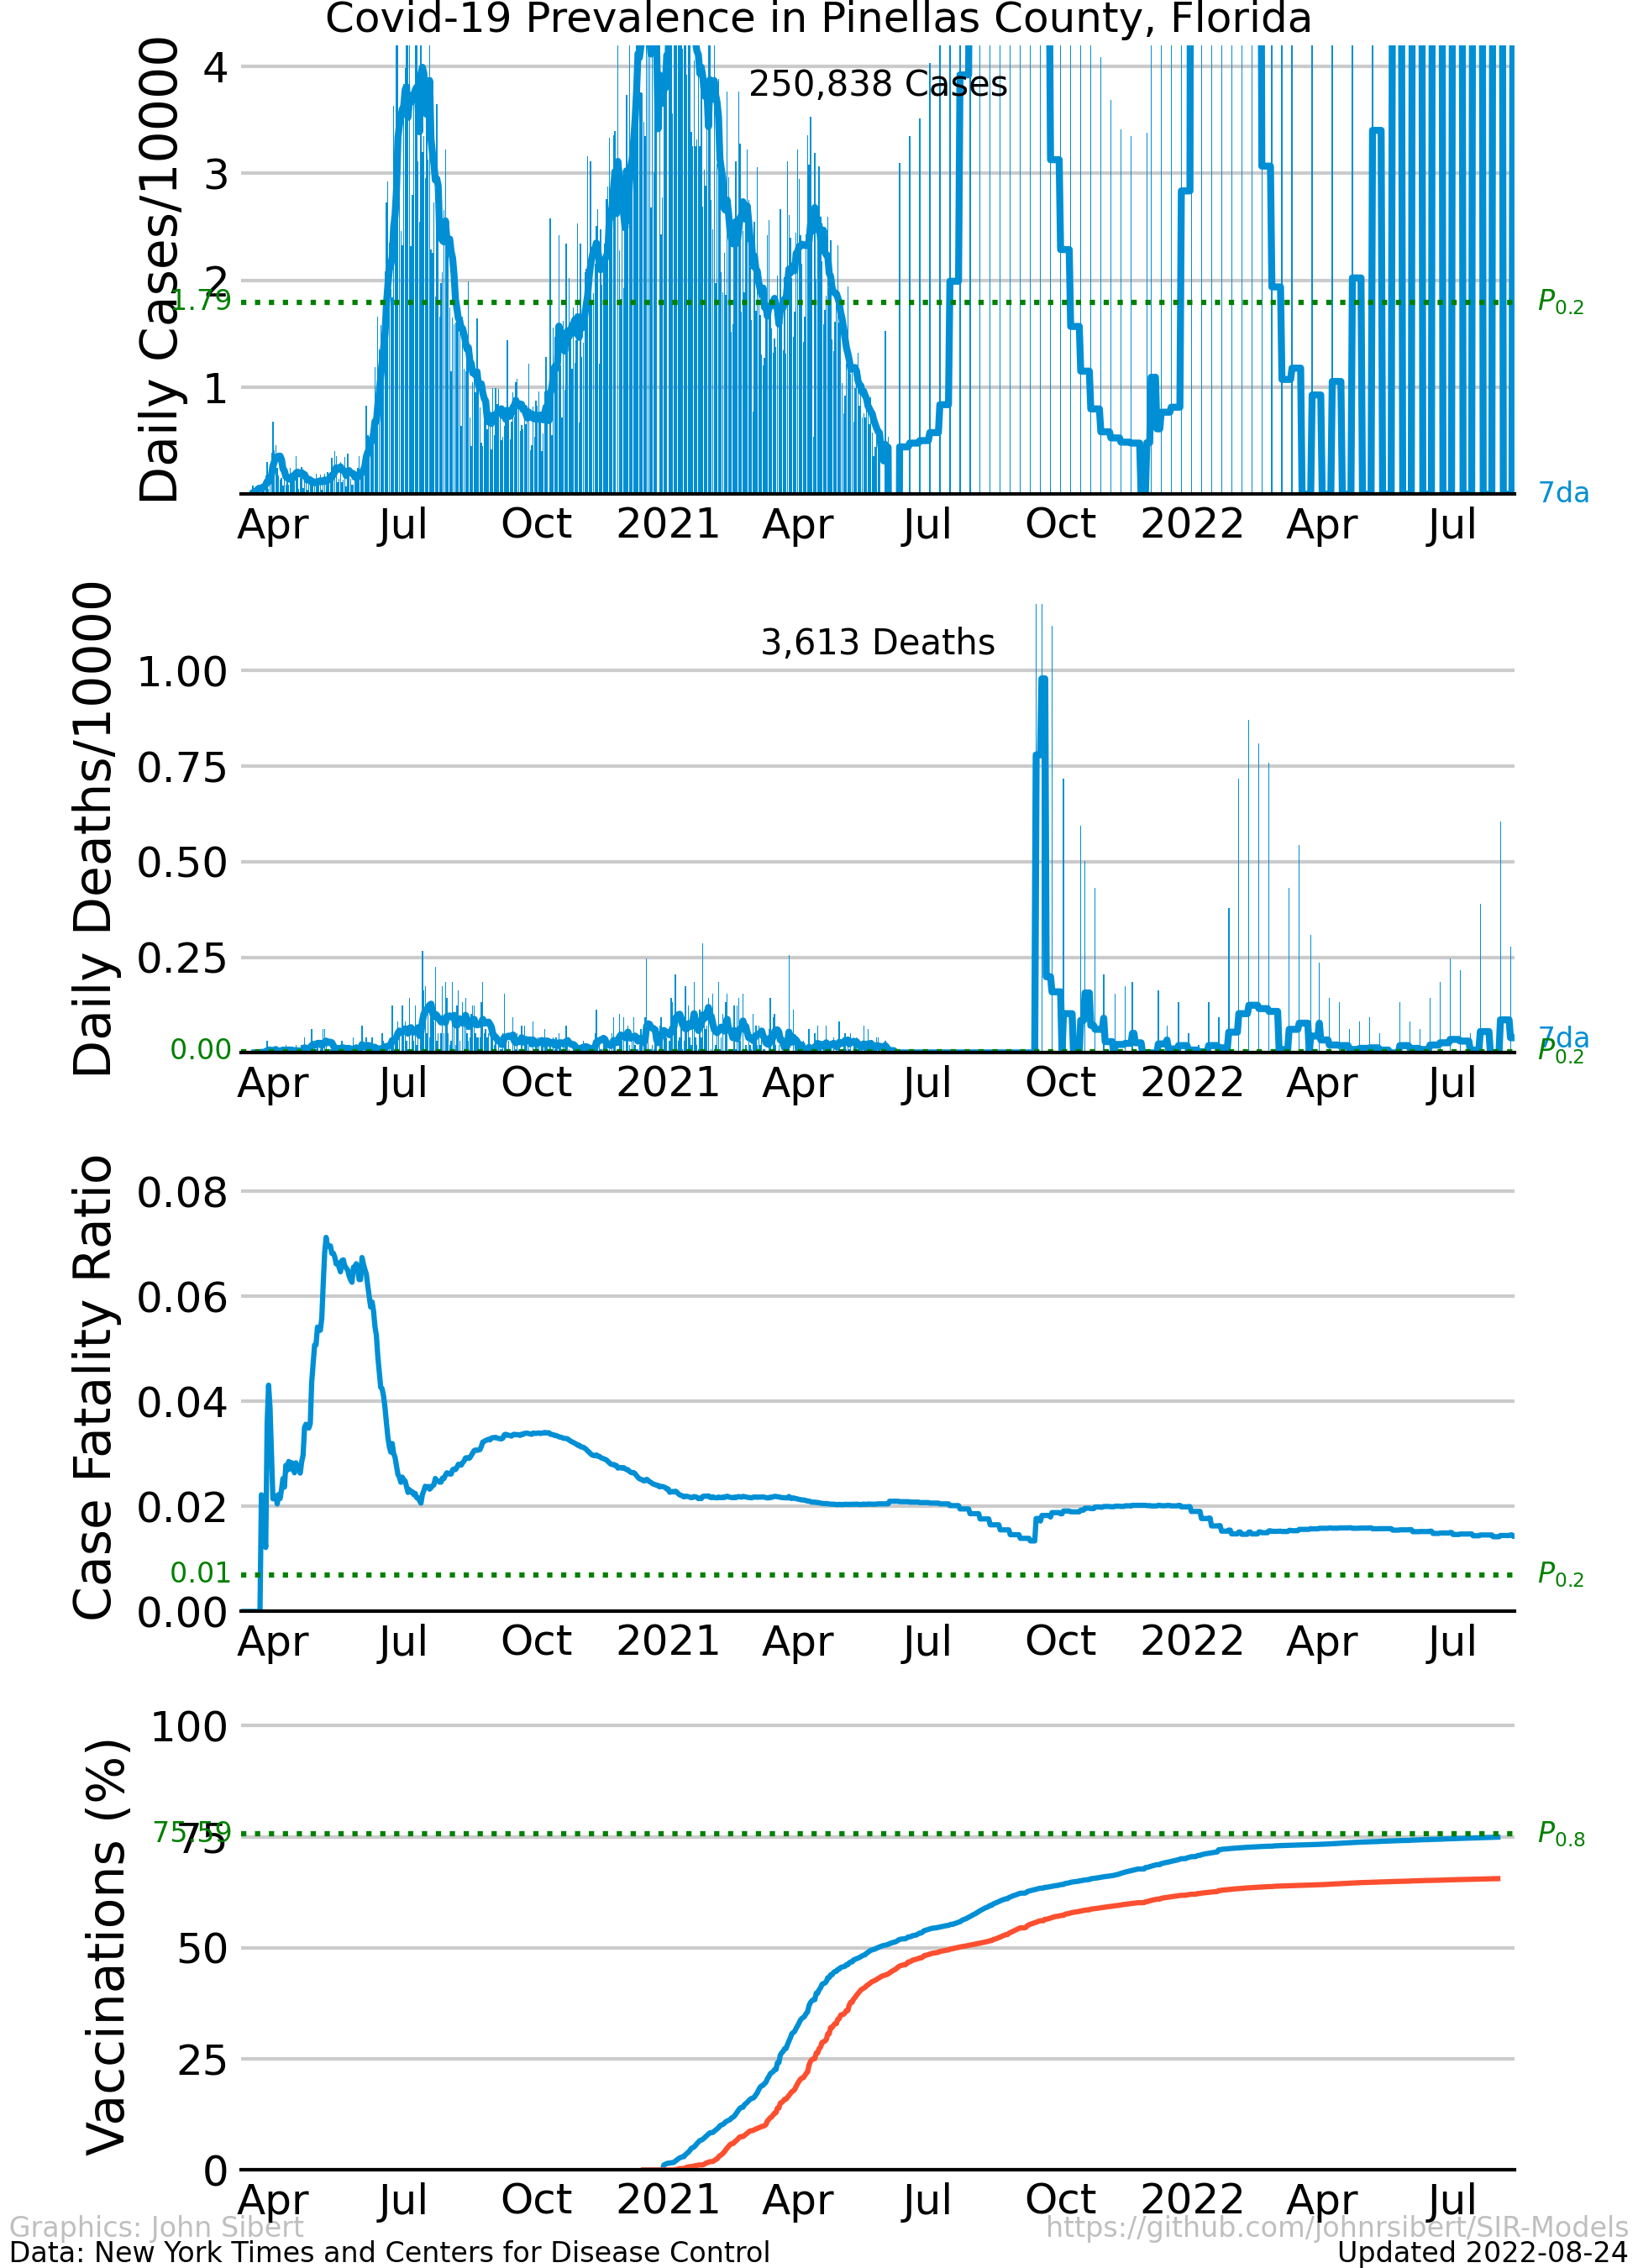 Covid-19 Prevalence in Pinellas County, Florida
Daily Cases/10000
4
3
2
1
1.79
250,838 Cases
P0.2
7da
Apr Jul Oct 2021 Apr Jul Oct 2022 Apr Jul
Daily Deaths/10000
1.00
0.75
0.50
0.25
0.00
3,613 Deaths
7da
P0.2
Apr Jul Oct 2021 Apr Jul Oct 2022 Apr Jul
Case Fatality Ratio
0.08
0.06
0.04
0.02
0.01
0.00
P0.2
Apr Jul Oct 2021 Apr Jul Oct 2022 Apr Jul
Vaccinations (%)
100
75.59
75
50
25
0
P0.8
Apr Jul Oct 2021 Apr Jul Oct 2022 Apr Jul
Graphics: John Sibert
https://github.com/johnrsibert/SIR-Models
Data: New York Times and Centers for Disease Control
Updated 2022-08-24